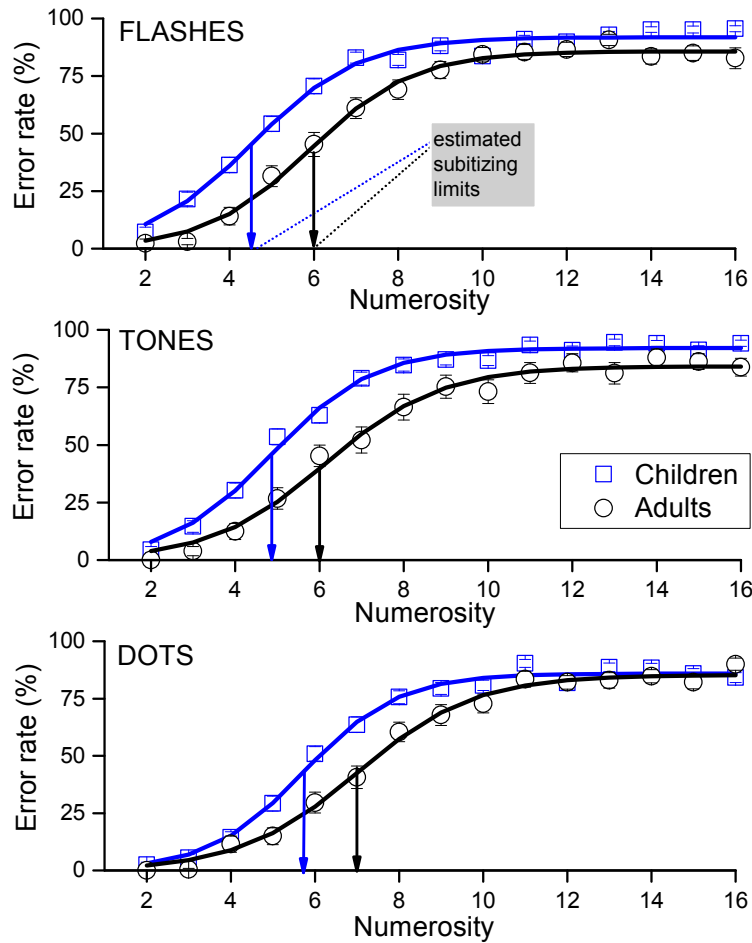 FLASHES
Error rate (%)
100
75
50
25
0
estimated
subitizing
limits
2 4 6 8 10 12 14 16
Numerosity
TONES
Error rate (%)
100
75
50
25
0
Children
Adults
2 4 6 8 10 12 14 16
Numerosity
DOTS
Error rate (%)
100
75
50
25
0
2 4 6 8 10 12 14 16
Numerosity